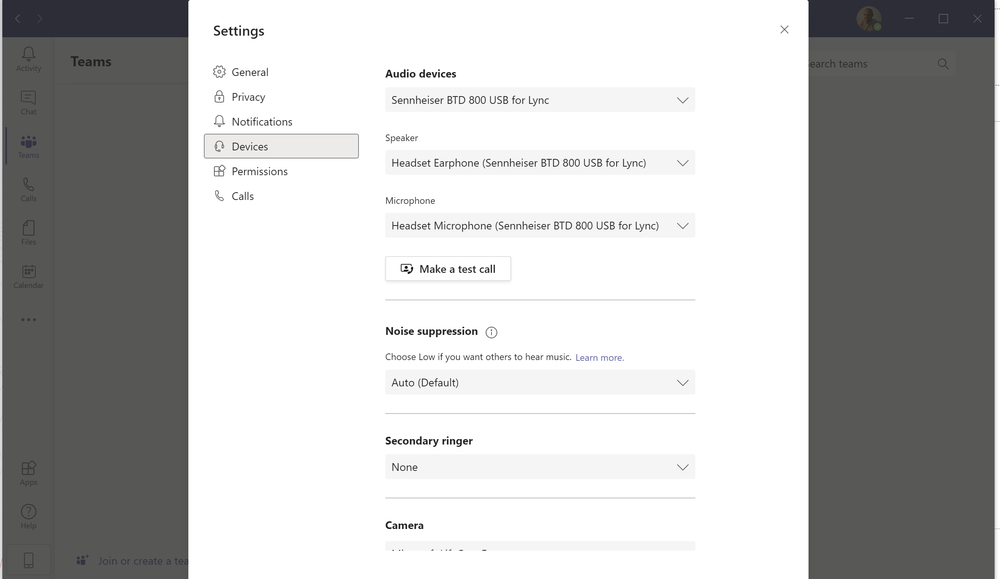 Settings
Activity
Chat
Teams
Calls
Files
Calendar
Apps
Help
Teams
Join or create a
General
Privacy
Notifications
Devices
Permissions
Calls
Audio devices
Sennheiser BTD 800 USB for Lync
Speaker
Headset Earphone (Sennheiser BTD 800 USB for Lync)
Microphone
Headset Microphone (Sennheiser BTD 800 USB for Lync)
Make a test call
Noise suppression
Choose Low if you want others to hear music. Learn more.
Auto (Default)
Secondary ringer
None
Camera
teams